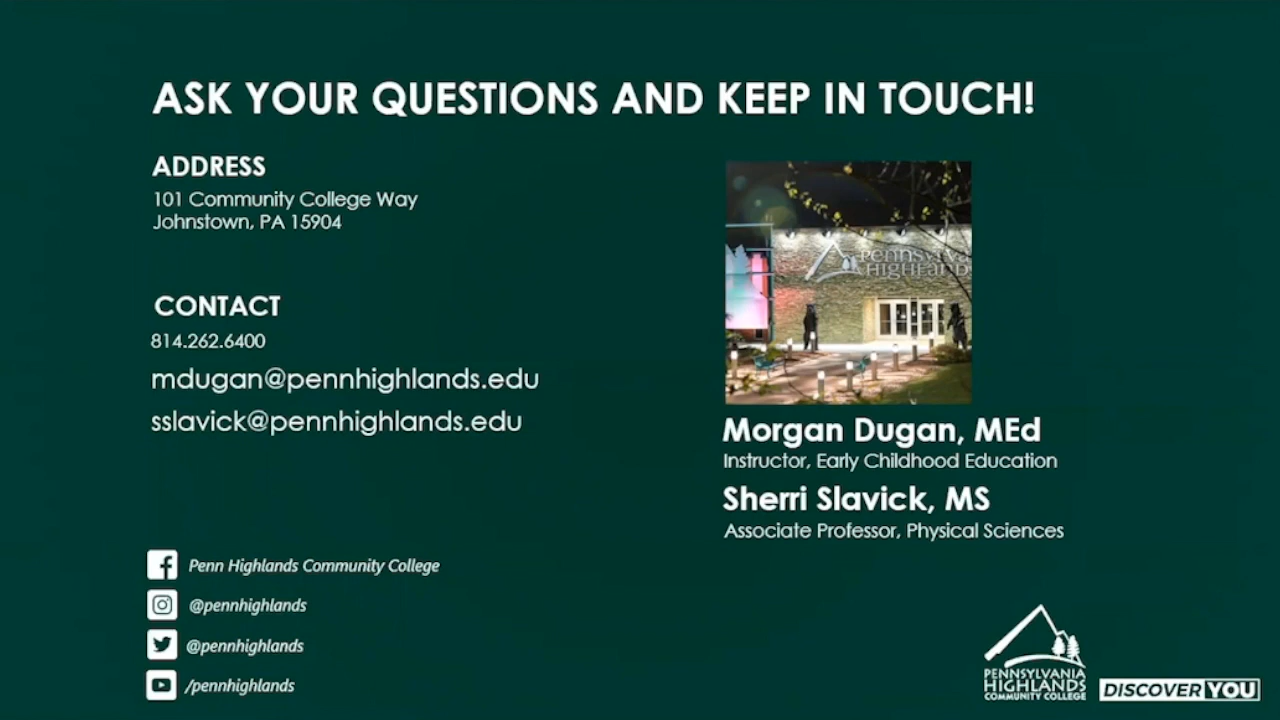 ASK YOUR QUESTIONS AND KEEP IN TOUCH!
ADDRESS
101 Community College Way
Johnstown, PA 15904
CONTACT
814.262.6400
mdugan@pennhighlands.edu
sslavick@pennhighlands.edu
Penn Highlands Community College
@pennhighlands
@pennhighlands
/pennhighlands
PENNSYLVA
HIGHLAND
Morgan Dugan, MEd
Instructor, Early Childhood Education
Sherri Slavick, MS
Associate Professor, Physical Sciences
PENNSYLVANIA
HIGHLANDS
COMMUNITY COLLEGE
DISCOVER YOU